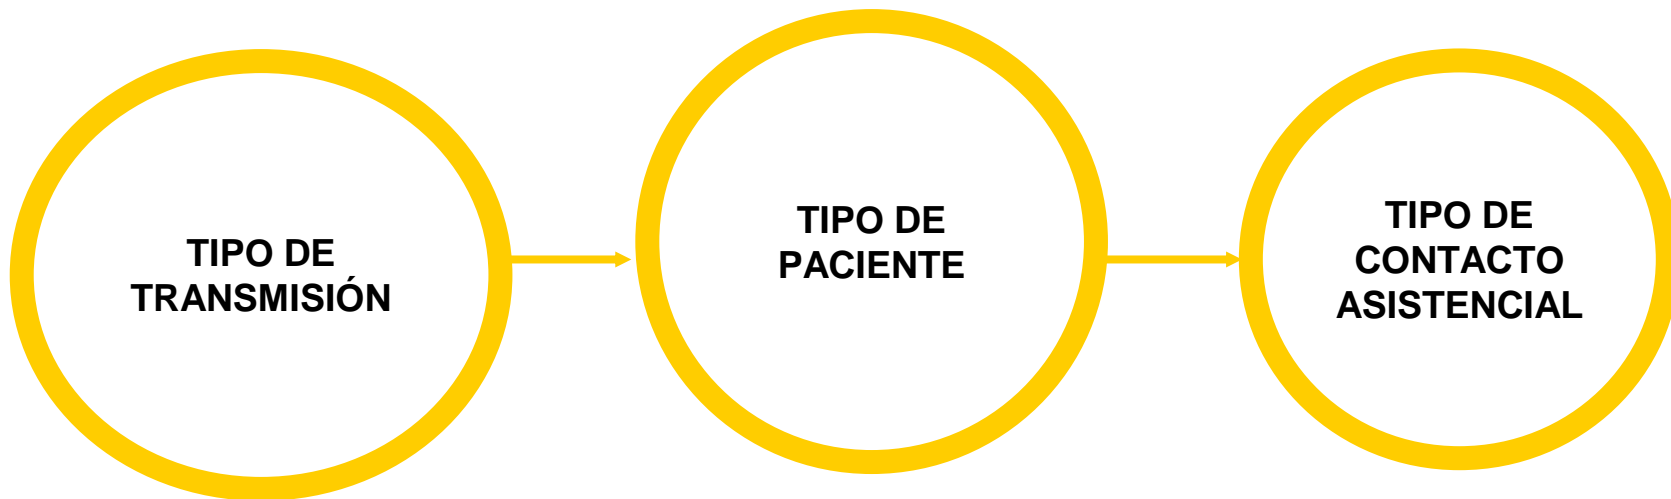 TIPO DE
TRANSMISIÓN
TIPO DE
PACIENTE
TIPO DE
CONTACTO
ASISTENCIAL